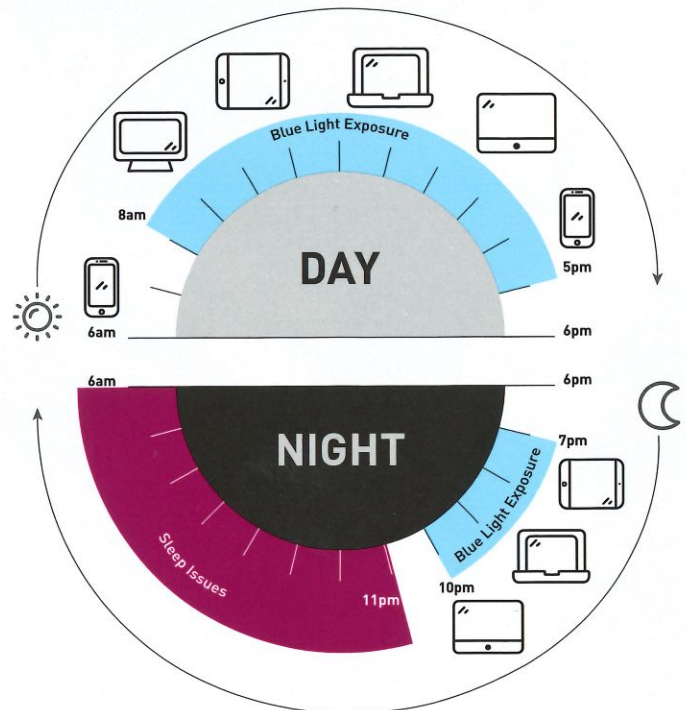 Blue Light Exposure
8am
DAY
5pm
6am
6pm
6am
6pm
NIGHT
7pm
Blue Light Exposure
Sleep Issues
11pm
10pm